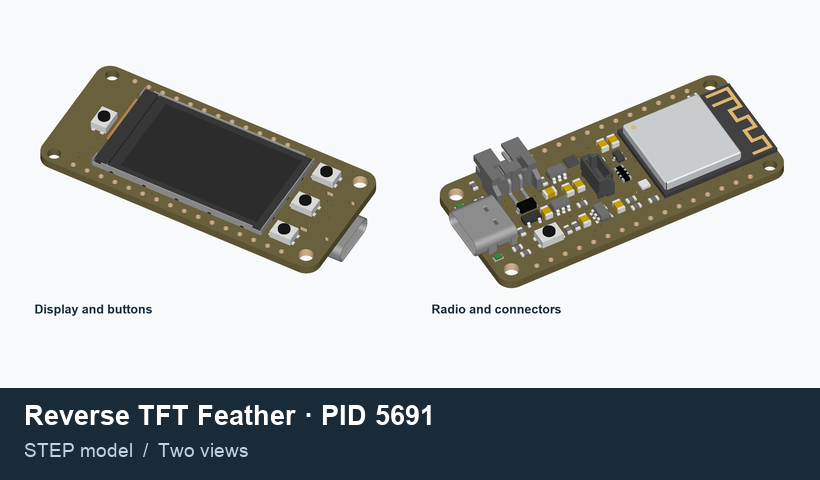 Display and buttons
Radio and connectors
Reverse TFT Feather · PID 5691
STEP model / Two views